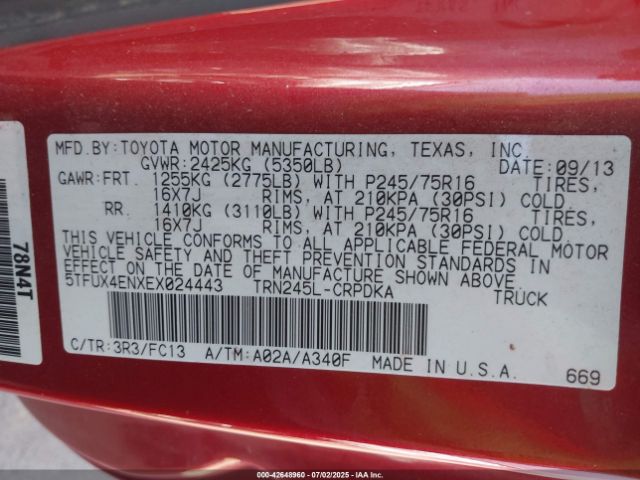 MFD.BY:TOYOTA MOTOR MANUFACTURING, TEXAS, INC.
GVWR:2425KG (5350LB) DATE:09/13
GAWR:FRT. 1255KG (2775LB) WITH P245/75R16 TIRES,
16X7J RIMS, AT 210KPA (30PSI) COLD
RR. 1410KG (3110LB) WITH P245/75R16 TIRES,
16X7J RIMS, AT 210KPA (30PSI) COLD
THIS VEHICLE CONFORMS TO ALL APPLICABLE FEDERAL MOTOR
VEHICLE SAFETY AND THEFT PREVENTION STANDARDS IN
EFFECT ON THE DATE OF MANUFACTURE SHOWN ABOVE.
5TFUX4ENXEX024443 TRN245L-CRPDKA TRUCK
C/TR:3R3/FC13 A/TM:A02A/A340F MADE IN U.S.A. 669
78N4T
000-42648960 - 07/02/2025 - IAAI.COM